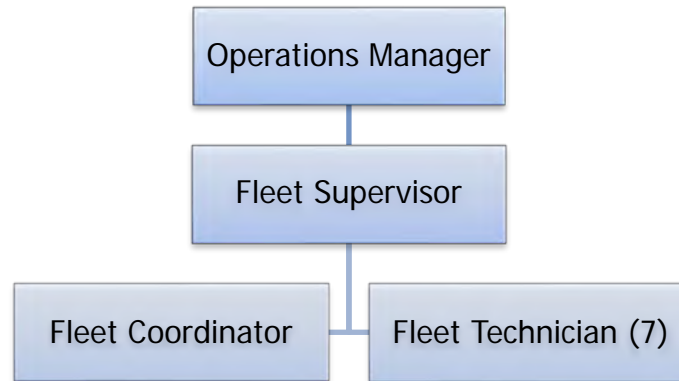 Operations Manager
Fleet Supervisor
Fleet Coordinator
Fleet Technician (7)